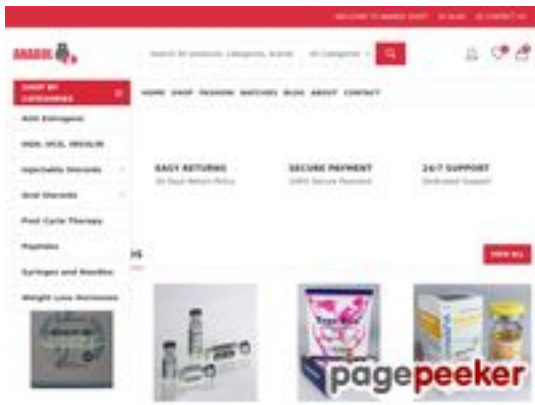 WELCOME TO ANABOL SHOP! BLOG CONTACT US
ANABOL
Search for products, categories, brands All Categories
SHOP BY CATEGORIES
HOME SHOP FASHION WATCHES BLOG ABOUT CONTACT
Anti Estrogens
HGH, HCG, INSULIN
Injectable Steroids
Oral Steroids
Post Cycle Therapy
Peptides
Syringes and Needles
Weight Loss Hormones
EASY RETURNS
30 Days Return Policy
SECURE PAYMENT
100% Secure Payment
24/7 SUPPORT
Dedicated Support
VIEW ALL
pagepeeker